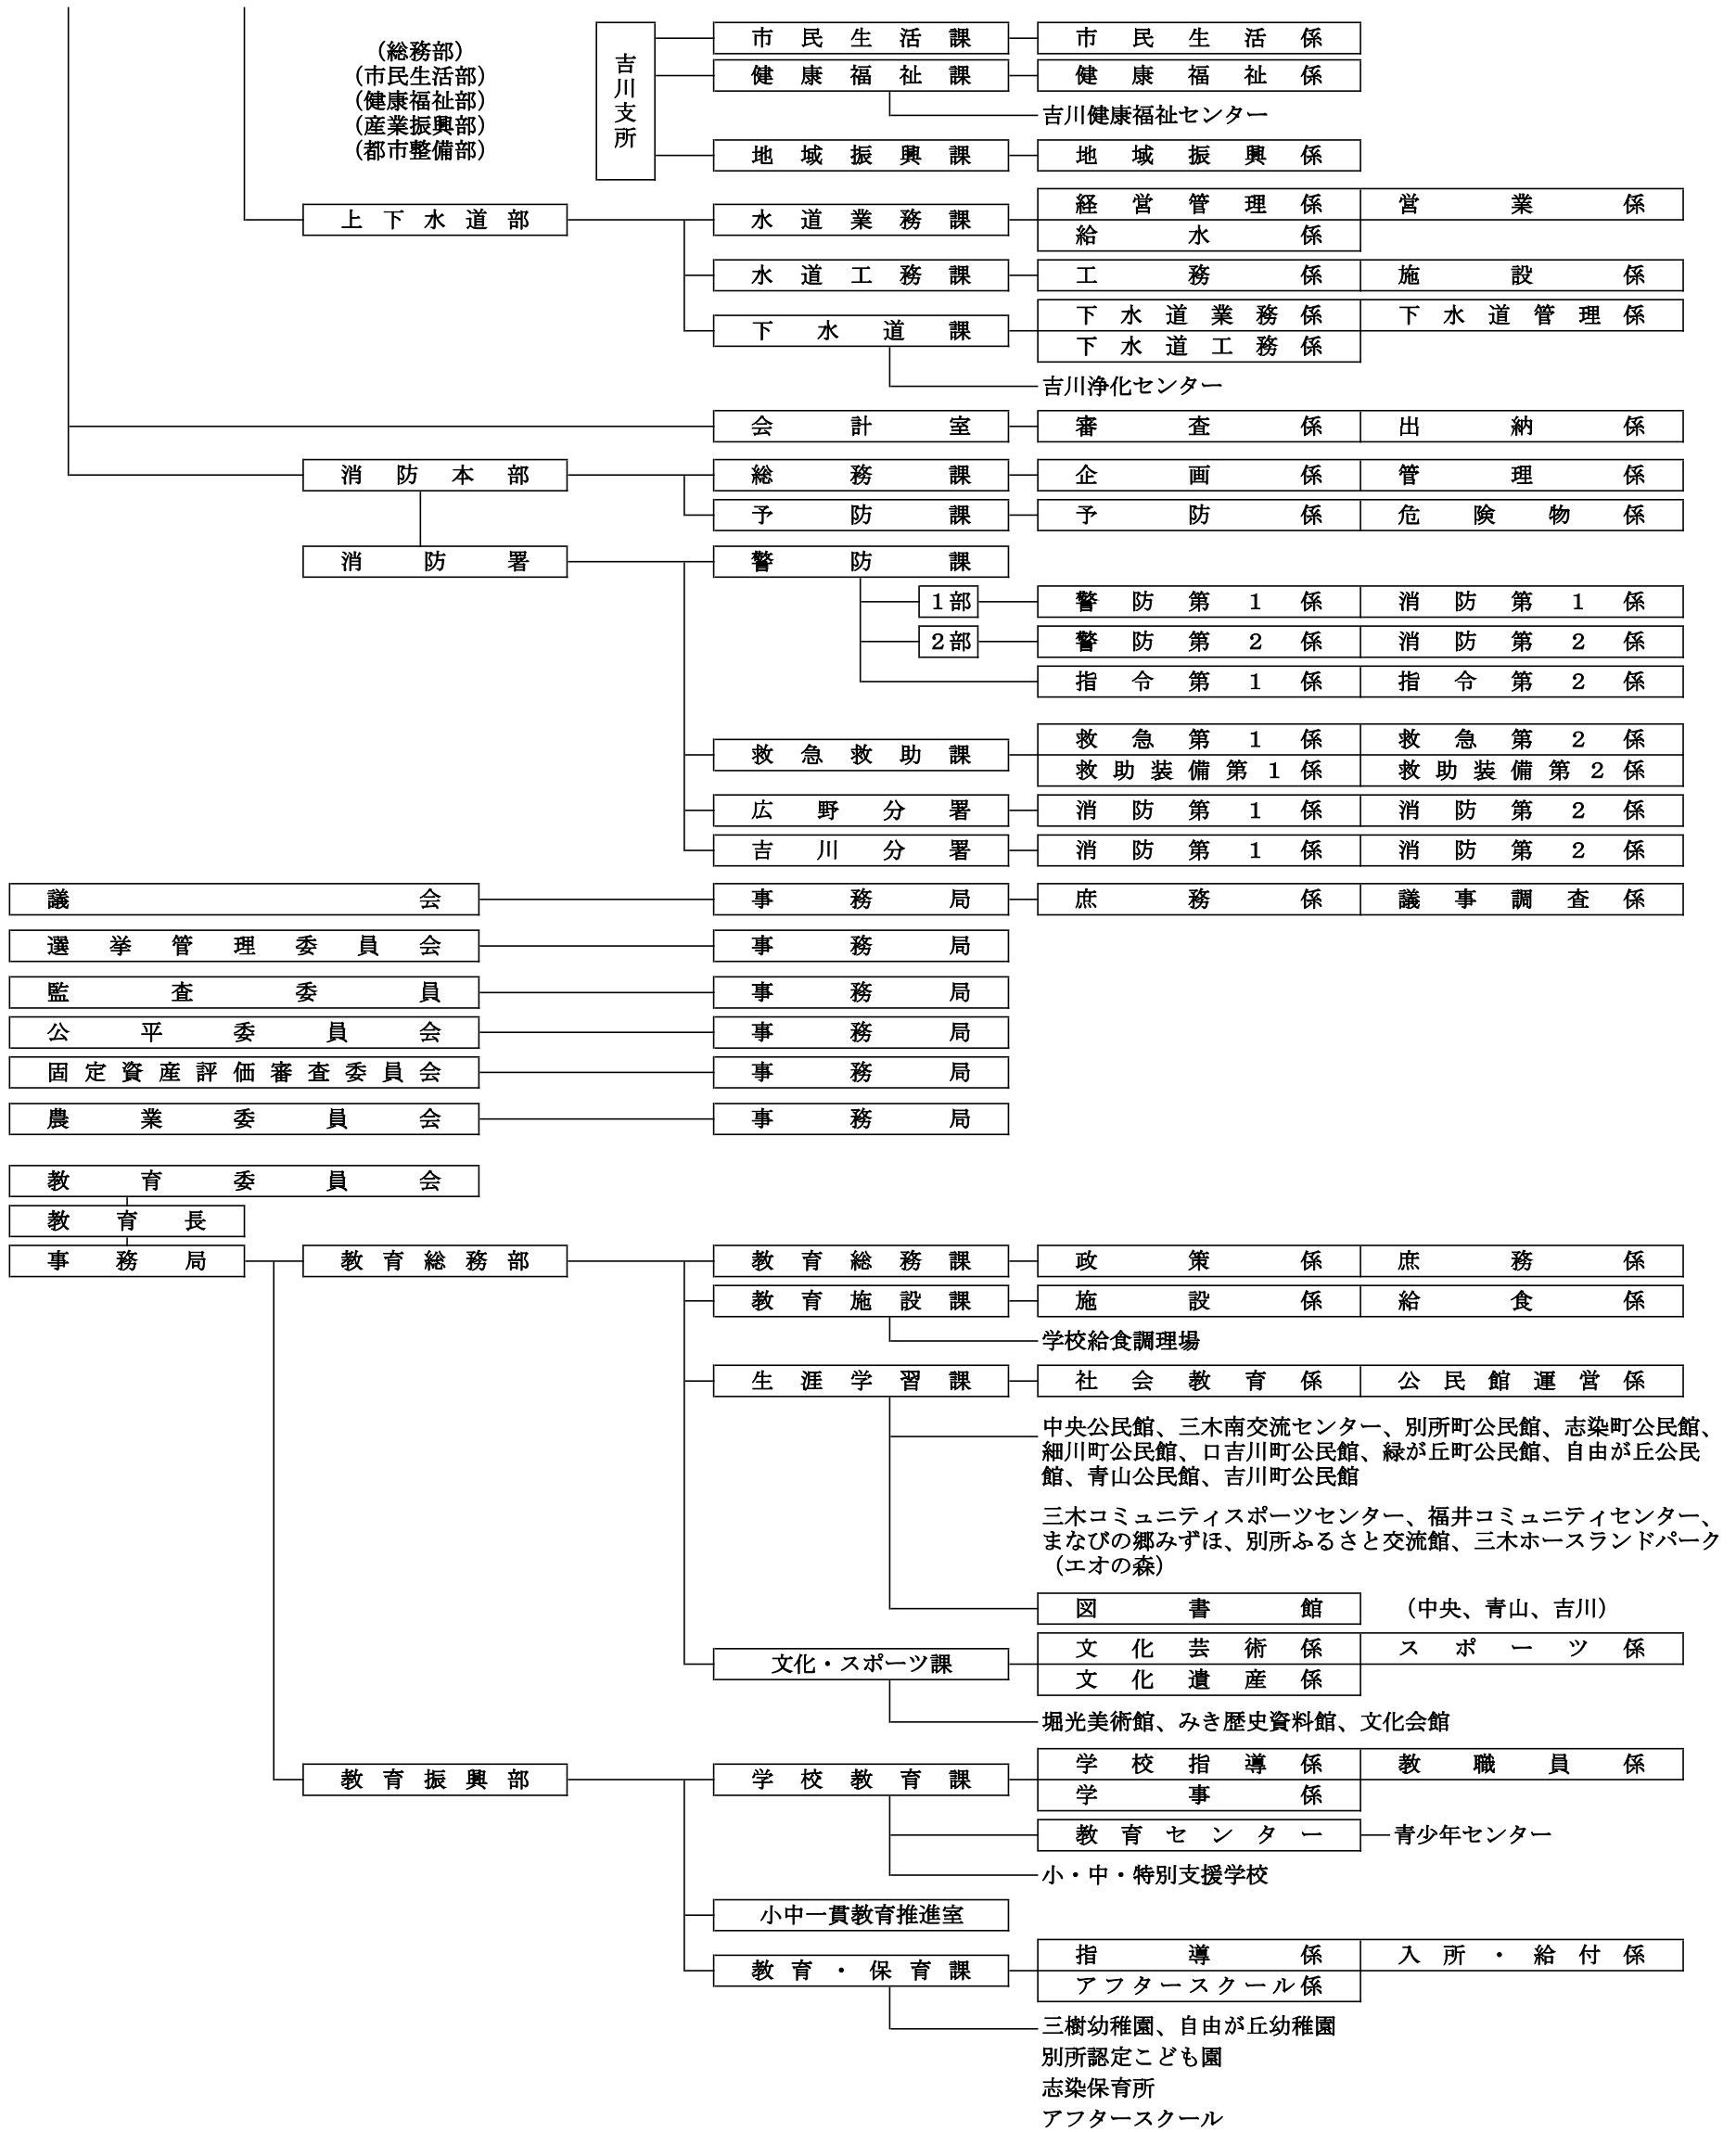 （総務部）
（市民生活部）
（健康福祉部）
（産業振興部）
（都市整備部）
吉川支所
市民生活課 市民生活係
健康福祉課 健康福祉係
吉川健康福祉センター
地域振興課 地域振興係
上下水道部 水道業務課 経営管理係 営業係
給水係
水道工務課 工務係 施設係
下水道課 下水道業務係 下水道管理係
下水道工務係
吉川浄化センター
会計室 審査係 出納係
消防本部 総務課 企画係 管理係
予防課 予防係 危険物係
消防署 警防課
１部 警防第１係 消防第１係
２部 警防第２係 消防第２係
指令第１係 指令第２係
救急救助課 救急第１係 救急第２係
救助装備第１係 救助装備第２係
広野分署 消防第１係 消防第２係
吉川分署 消防第１係 消防第２係
議会 事務局 庶務係 議事調査係
選挙管理委員会 事務局
監査委員 事務局
公平委員会 事務局
固定資産評価審査委員会 事務局
農業委員会 事務局
教育委員会
教育長
事務局 教育総務部 教育総務課 政策係 庶務係
教育施設課 施設係 給食係
学校給食調理場
生涯学習課 社会教育係 公民館運営係
中央公民館、三木南交流センター、別所町公民館、志染町公民館、
細川町公民館、口吉川町公民館、緑が丘町公民館、自由が丘公民
館、青山公民館、吉川町公民館
三木コミュニティスポーツセンター、福井コミュニティセンター、
まなびの郷みずほ、別所ふるさと交流館、三木ホースランドパーク
（エオの森）
図書館 （中央、青山、吉川）
文化・スポーツ課 文化芸術係 スポーツ係
文化遺産係
堀光美術館、みき歴史資料館、文化会館
教育振興部 学校教育課 学校指導係 教職員係
学事係
教育センター 青少年センター
小・中・特別支援学校
小中一貫教育推進室
教育・保育課 指導係 入所・給付係
アフタースクール係
三樹幼稚園、自由が丘幼稚園
別所認定こども園
志染保育所
アフタースクール